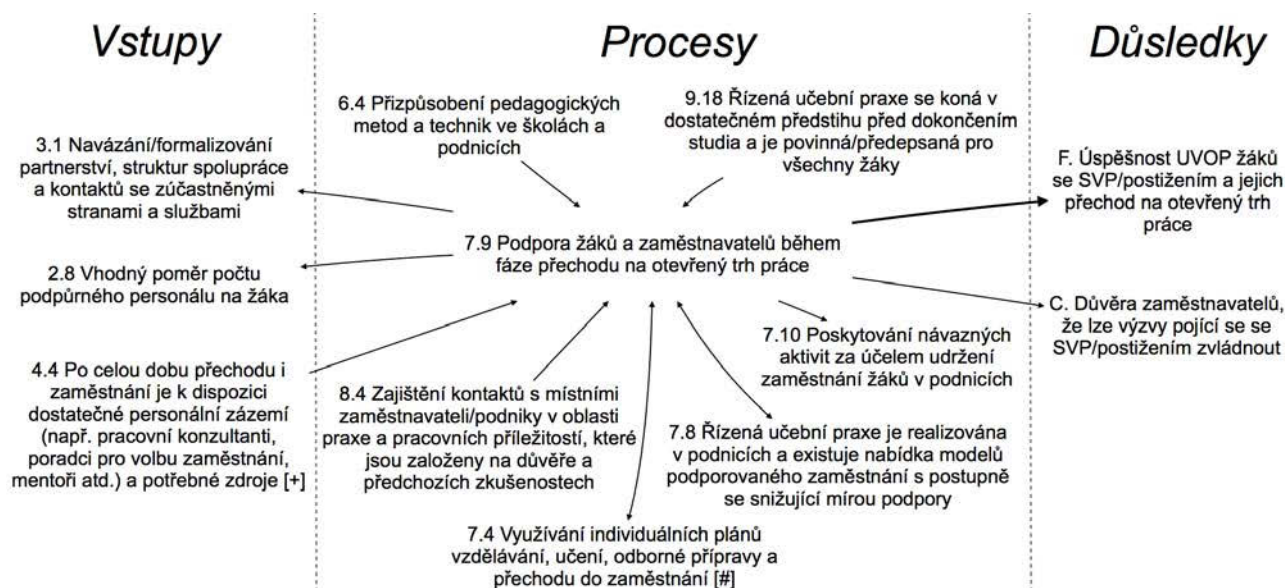 Vstupy
Procesy
Důsledky
3.1 Navázání/formalizování
partnerství, struktur spolupráce
a kontaktů se zúčastněnými
stranami a službami
2.8 Vhodný poměr počtu
podpůrného personálu na žáka
4.4 Po celou dobu přechodu i
zaměstnání je k dispozici
dostatečné personální zázemí
(např. pracovní konzultanti,
poradci pro volbu zaměstnání,
mentoři atd.) a potřebné zdroje [+]
6.4 Přizpůsobení pedagogických
metod a technik ve školách a
podnicích
9.18 Řízená učební praxe se koná v
dostatečném předstihu před dokončením
studia a je povinná/předepsaná pro
všechny žáky
7.9 Podpora žáků a zaměstnavatelů během
fáze přechodu na otevřený trh práce
7.10 Poskytování návazných
aktivit za účelem udržení
zaměstnání žáků v podnicích
8.4 Zajištění kontaktů s místními
zaměstnavateli/podniky v oblasti
praxe a pracovních příležitostí, které
jsou založeny na důvěře a
předchozích zkušenostech
7.8 Řízená učební praxe je realizována
v podnicích a existuje nabídka modelů
podporovaného zaměstnání s postupně
se snižující mírou podpory
7.4 Využívání individuálních plánů
vzdělávání, učení, odborné přípravy a
přechodu do zaměstnání [#]
F. Úspěšnost UVOP žáků
se SVP/postižením a jejich
přechod na otevřený trh
práce
C. Důvěra zaměstnavatelů,
že lze výzvy pojící se se
SVP/postižením zvládnout